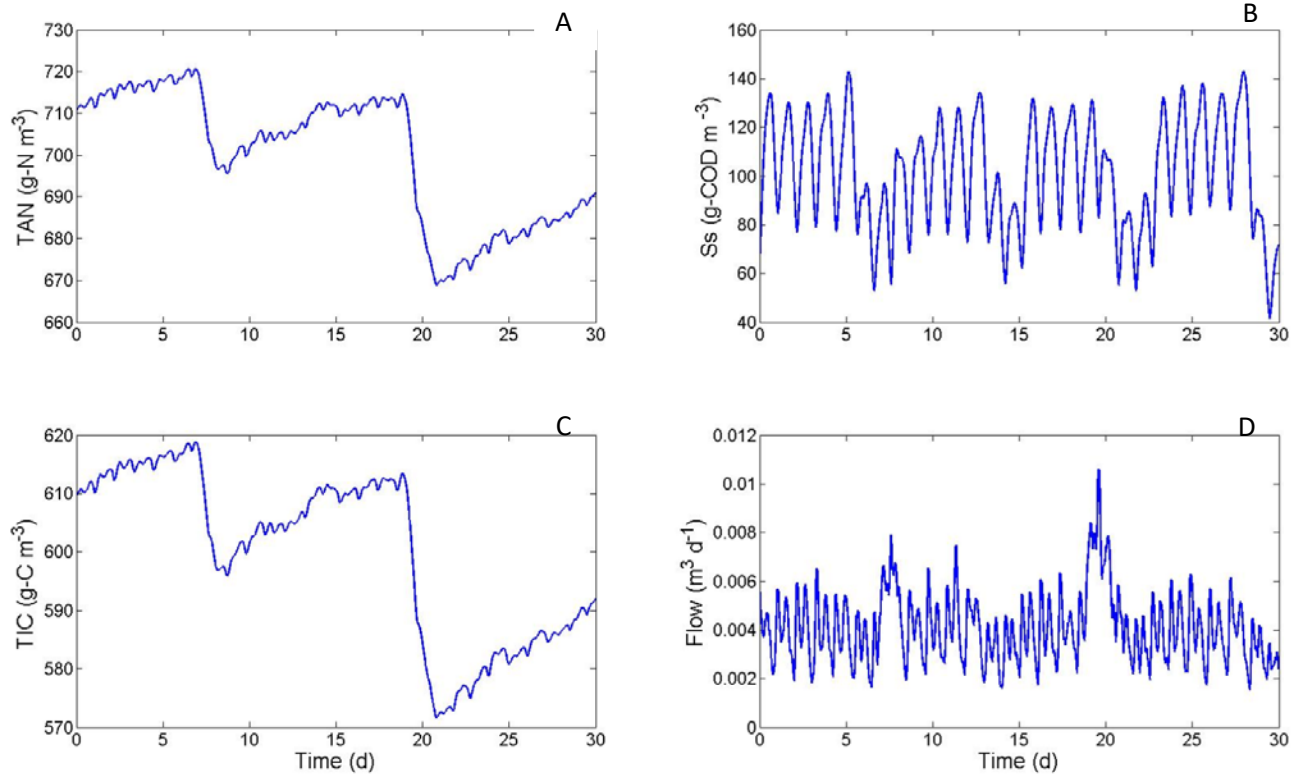 A
730
720
710
700
690
680
670
660
TAN (g-N m⁻³)
0 5 10 15 20 25 30
B
160
140
120
100
80
60
40
Ss (g-COD m⁻³)
0 5 10 15 20 25 30
C
620
610
600
590
580
570
TIC (g-C m⁻³)
0 5 10 15 20 25 30
Time (d)
D
0.012
0.01
0.008
0.006
0.004
0.002
0
Flow (m³ d⁻¹)
0 5 10 15 20 25 30
Time (d)